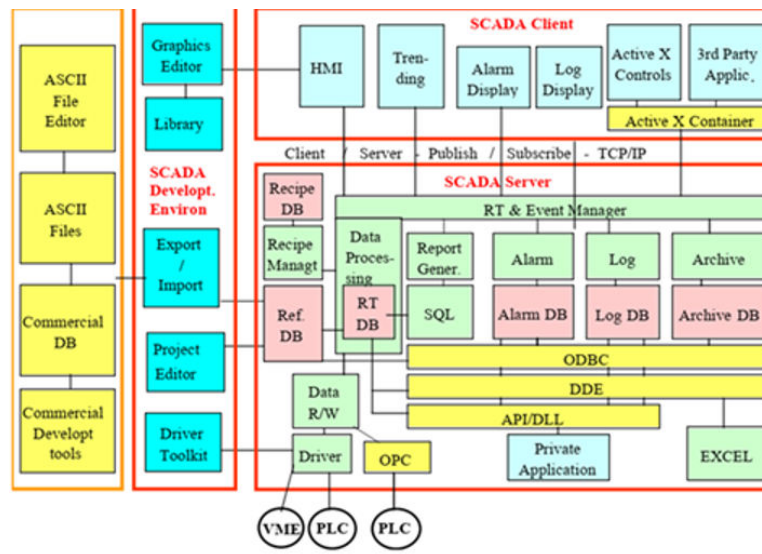 ASCII
File
Editor
ASCII
Files
Commercial
DB
Commercial
Developt
tools
Graphics
Editor
Library
SCADA
Developt.
Environ
Export
/
Import
Project
Editor
Driver
Toolkit
SCADA Client
HMI
Tren-
ding
Alarm
Display
Log
Display
Active X
Controls
3rd Party
Applic.
Active X Container
Client / Server - Publish / Subscribe - TCP/IP
SCADA Server
Recipe
DB
RT & Event Manager
Recipe
Managt
Data
Proces-
sing
Report
Gener.
Alarm
Log
Archive
Ref.
DB
RT
DB
SQL
Alarm DB
Log DB
Archive DB
ODBC
DDE
Data
R/W
API/DLL
Driver
OPC
Private
Application
EXCEL
VME
PLC
PLC